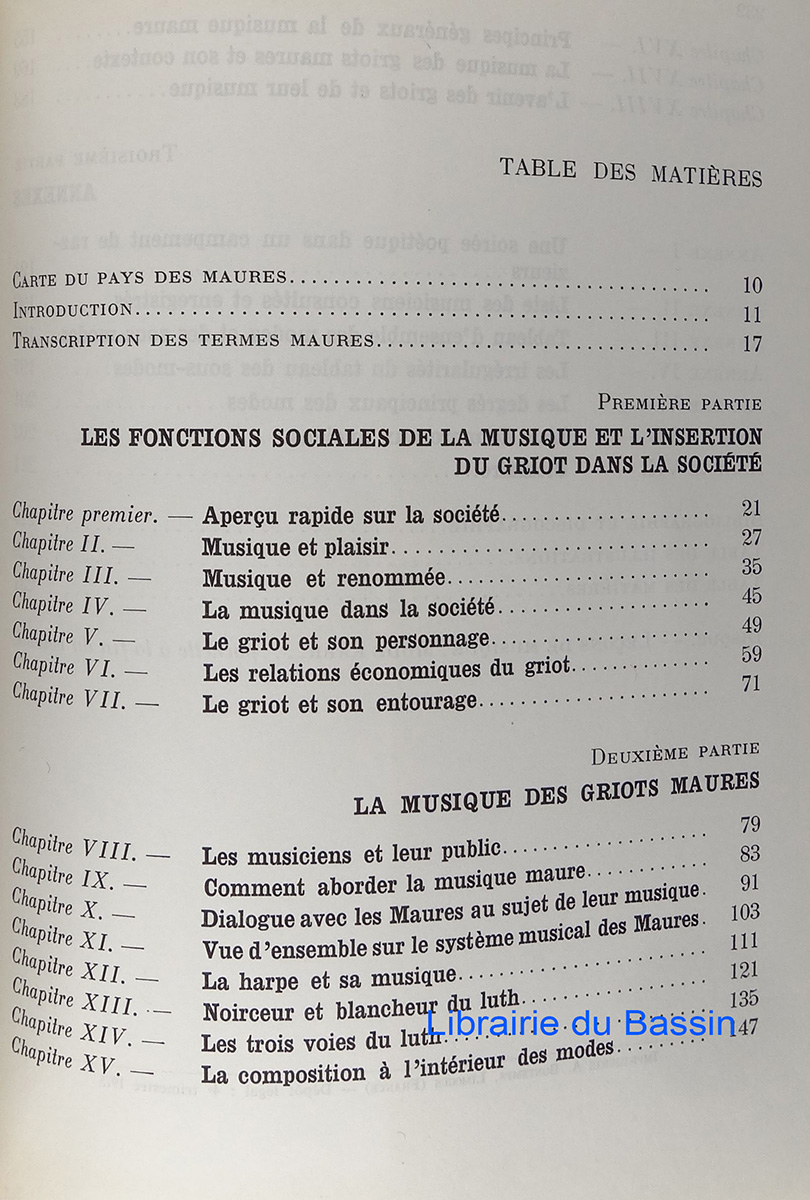 TABLE DES MATIÈRES
CARTE DU PAYS DES MAURES........................................ 10
INTRODUCTION.................................................... 11
TRANSCRIPTION DES TERMES MAURES................................ 17
PREMIÈRE PARTIE
LES FONCTIONS SOCIALES DE LA MUSIQUE ET L'INSERTION
DU GRIOT DANS LA SOCIÉTÉ
Chapitre premier. — Aperçu rapide sur la société.................... 21
Chapitre II. — Musique et plaisir.............................. 27
Chapitre III. — Musique et renommée......................... 35
Chapitre IV. — La musique dans la société.................... 45
Chapitre V. — Le griot et son personnage..................... 49
Chapitre VI. — Les relations économiques du griot............. 59
Chapitre VII. — Le griot et son entourage...................... 71
DEUXIÈME PARTIE
LA MUSIQUE DES GRIOTS MAURES
Chapitre VIII. — Les musiciens et leur public.................... 79
Chapitre IX. — Comment aborder la musique maure............ 83
Chapitre X. — Dialogue avec les Maures au sujet de leur musique. 91
Chapitre XI. — Vue d'ensemble sur le système musical des Maures. 103
Chapitre XII. — La harpe et sa musique........................ 111
Chapitre XIII. — Noirceur et blancheur du luth.................. 121
Chapitre XIV. — Les trois voies du luth......................... 135
Chapitre XV. — La composition à l'intérieur des modes......... 147
Librairie du Bassin